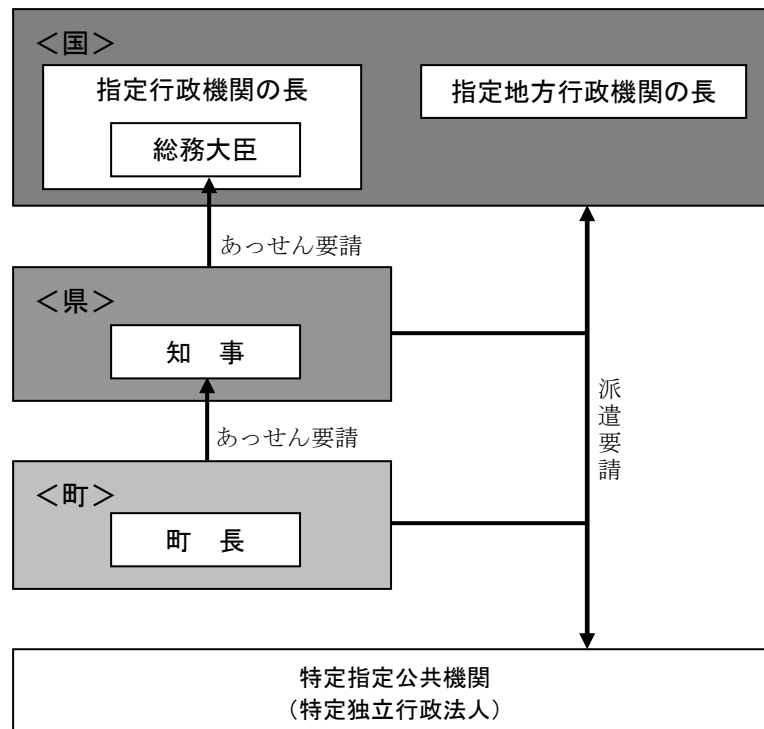 ＜国＞
指定行政機関の長
指定地方行政機関の長
総務大臣
あっせん要請
＜県＞
知　事
あっせん要請
派遣要請
＜町＞
町　長
特定指定公共機関
（特定独立行政法人）